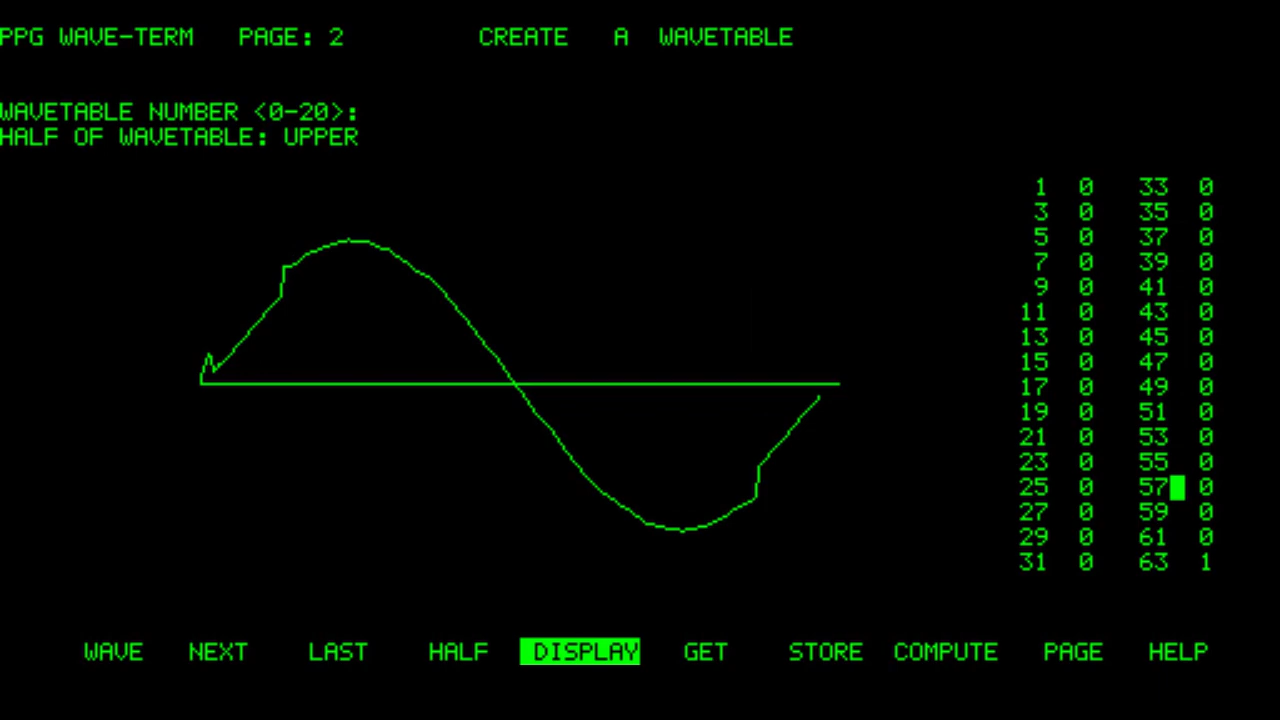 PPG WAVE-TERM PAGE: 2 CREATE A WAVETABLE
WAVETABLE NUMBER <0-20>:
HALF OF WAVETABLE: UPPER
1 0 33 0
3 0 35 0
5 0 37 0
7 0 39 0
9 0 41 0
11 0 43 0
13 0 45 0
15 0 47 0
17 0 49 0
19 0 51 0
21 0 53 0
23 0 55 0
25 0 57 0
27 0 59 0
29 0 61 0
31 0 63 1
WAVE NEXT LAST HALF DISPLAY GET STORE COMPUTE PAGE HELP